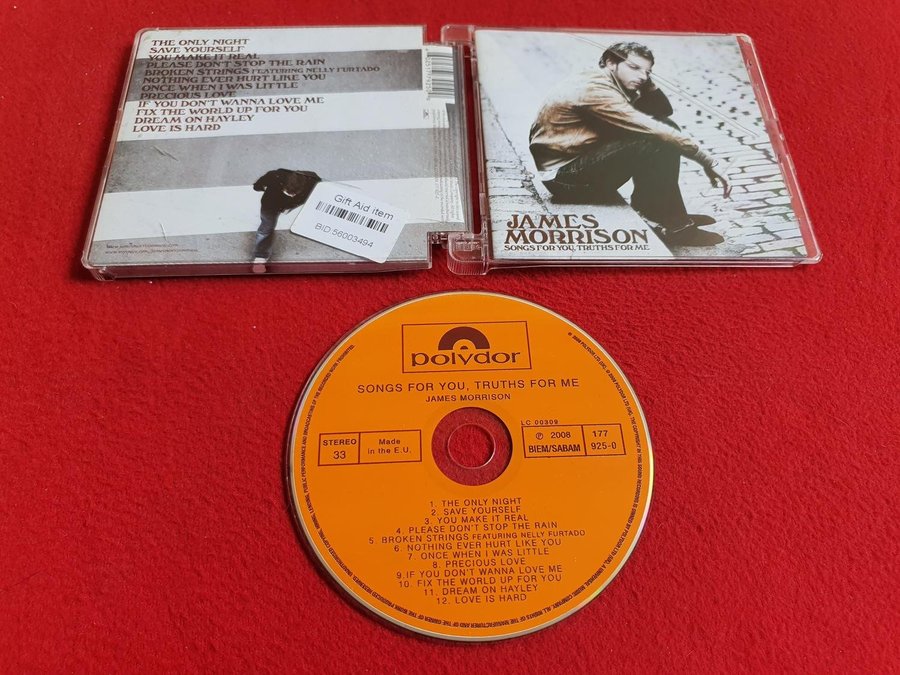 THE ONLY NIGHT
SAVE YOURSELF
YOU MAKE IT REAL
PLEASE DON'T STOP THE RAIN
BROKEN STRINGS FEATURING NELLY FURTADO
NOTHING EVER HURT LIKE YOU
ONCE WHEN I WAS LITTLE
PRECIOUS LOVE
IF YOU DON'T WANNA LOVE ME
FIX THE WORLD UP FOR YOU
DREAM ON HAYLEY
LOVE IS HARD
Gift Aid item
BID:56003494
JAMES
MORRISON
SONGS FOR YOU, TRUTHS FOR ME
polydor
SONGS FOR YOU, TRUTHS FOR ME
JAMES MORRISON
LC 00309
STEREO
33
Made
in the E.U.
℗ 2008
BIEM/SABAM
177
925-0
1. THE ONLY NIGHT
2. SAVE YOURSELF
3. YOU MAKE IT REAL
4. PLEASE DON'T STOP THE RAIN
5. BROKEN STRINGS FEATURING NELLY FURTADO
6. NOTHING EVER HURT LIKE YOU
7. ONCE WHEN I WAS LITTLE
8. PRECIOUS LOVE
9. IF YOU DON'T WANNA LOVE ME
10. FIX THE WORLD UP FOR YOU
11. DREAM ON HAYLEY
12. LOVE IS HARD